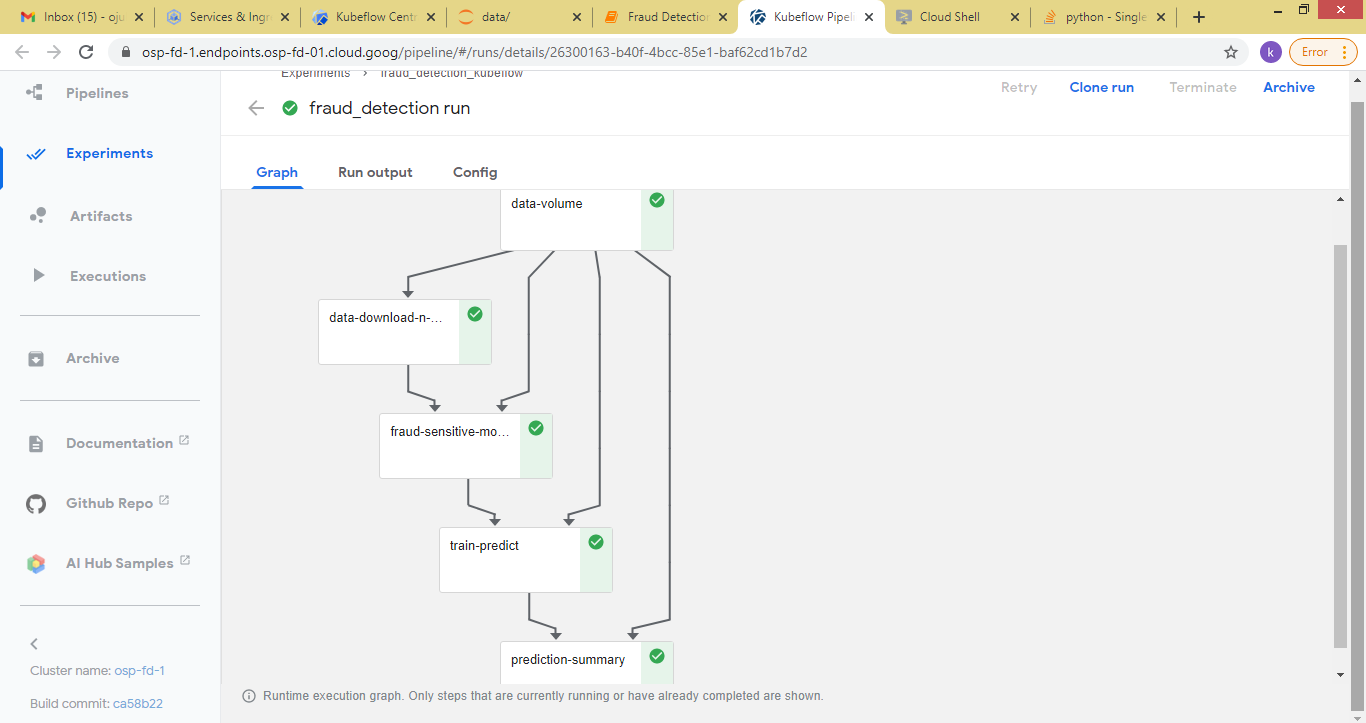 Inbox (15) - oju
Services & Ingr
Kubeflow Centr
data/
Fraud Detection
Kubeflow Pipeli
Cloud Shell
python - Single
osp-fd-1.endpoints.osp-fd-01.cloud.goog/pipeline/#/runs/details/26300163-b40f-4bcc-85e1-baf62cd1b7d2
k
Error
Pipelines
Experiments
Artifacts
Executions
Archive
Documentation
Github Repo
AI Hub Samples
Cluster name: osp-fd-1
Build commit: ca58b22
Experiments > fraud_detection_kubeflow
fraud_detection run
Retry
Clone run
Terminate
Archive
Graph
Run output
Config
data-volume
data-download-n-...
fraud-sensitive-mo...
train-predict
prediction-summary
Runtime execution graph. Only steps that are currently running or have already completed are shown.